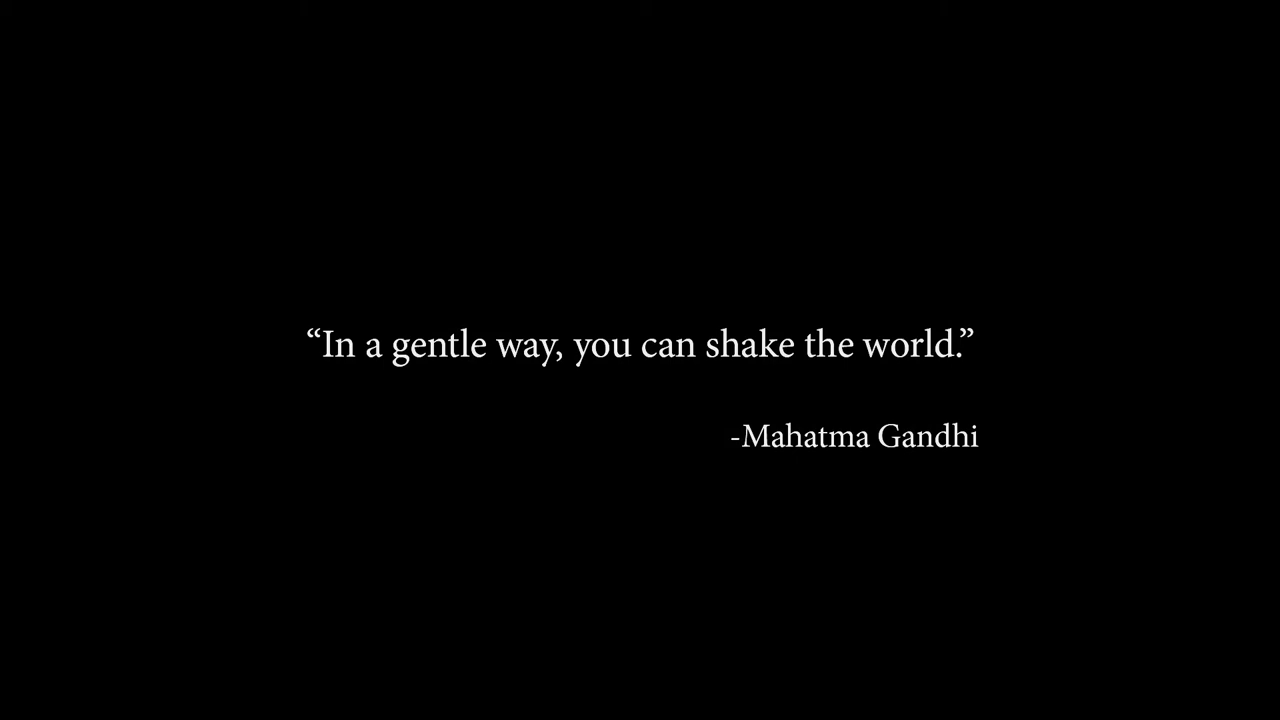 “In a gentle way, you can shake the world.”
-Mahatma Gandhi